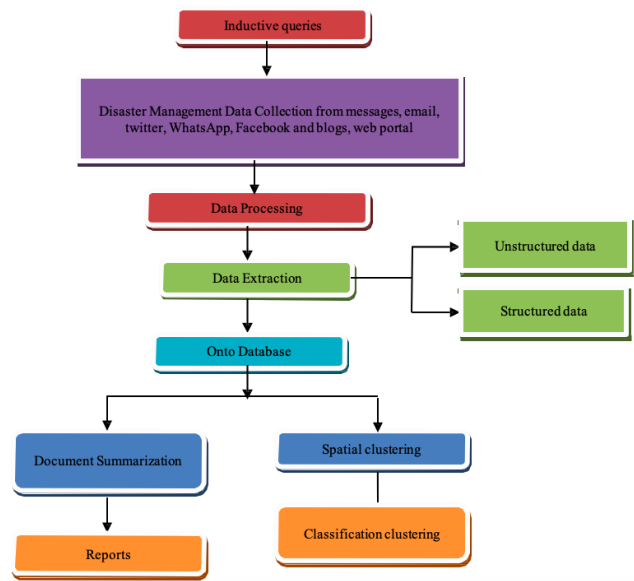 Inductive queries
Disaster Management Data Collection from messages, email,
twitter, WhatsApp, Facebook and blogs, web portal
Data Processing
Data Extraction
Unstructured data
Structured data
Onto Database
Document Summarization
Spatial clustering
Classification clustering
Reports